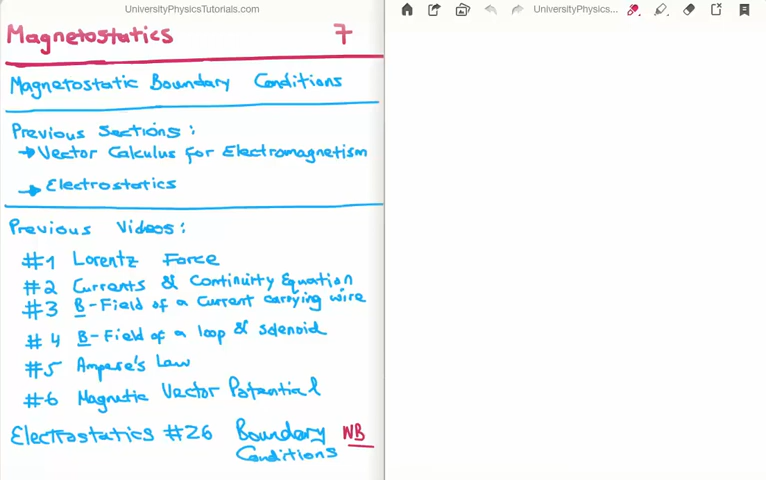 UniversityPhysicsTutorials.com
UniversityPhysics...
Magnetostatics 7
Magnetostatic Boundary Conditions
Previous Sections:
→ Vector Calculus for Electromagnetism
→ Electrostatics
Previous Videos:
#1 Lorentz Force
#2 Currents & Continuity Equation
#3 B-Field of a current carrying wire
#4 B-Field of a loop & solenoid
#5 Ampere's Law
#6 Magnetic Vector Potential
Electrostatics #26 Boundary NB
Conditions